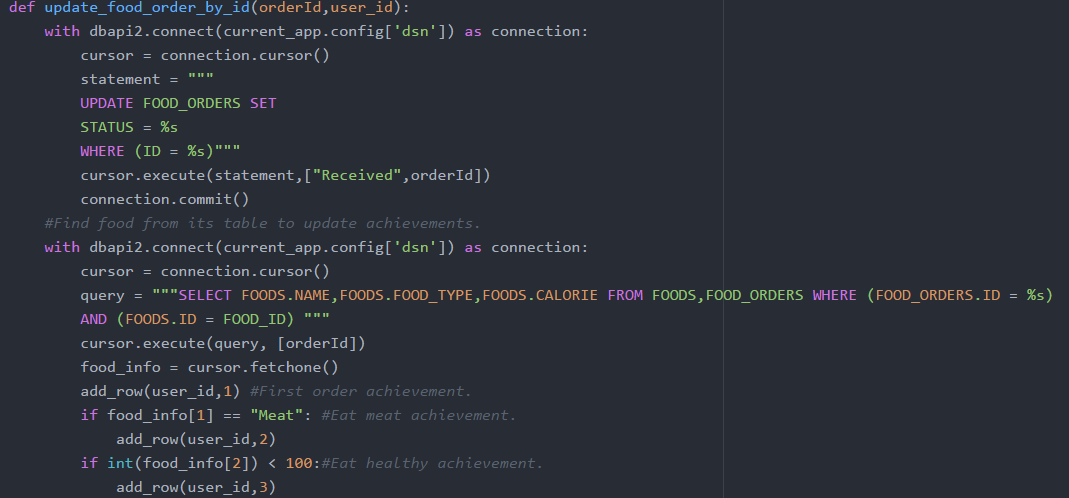 def update_food_order_by_id(orderId,user_id):
    with dbapi2.connect(current_app.config['dsn']) as connection:
        cursor = connection.cursor()
        statement = """
        UPDATE FOOD_ORDERS SET
        STATUS = %s
        WHERE (ID = %s)"""
        cursor.execute(statement,["Received",orderId])
        connection.commit()
    #Find food from its table to update achievements.
    with dbapi2.connect(current_app.config['dsn']) as connection:
        cursor = connection.cursor()
        query = """SELECT FOODS.NAME,FOODS.FOOD_TYPE,FOODS.CALORIE FROM FOODS,FOOD_ORDERS WHERE (FOOD_ORDERS.ID = %s)
        AND (FOODS.ID = FOOD_ID) """
        cursor.execute(query, [orderId])
        food_info = cursor.fetchone()
        add_row(user_id,1) #First order achievement.
        if food_info[1] == "Meat": #Eat meat achievement.
            add_row(user_id,2)
        if int(food_info[2]) < 100:#Eat healthy achievement.
            add_row(user_id,3)